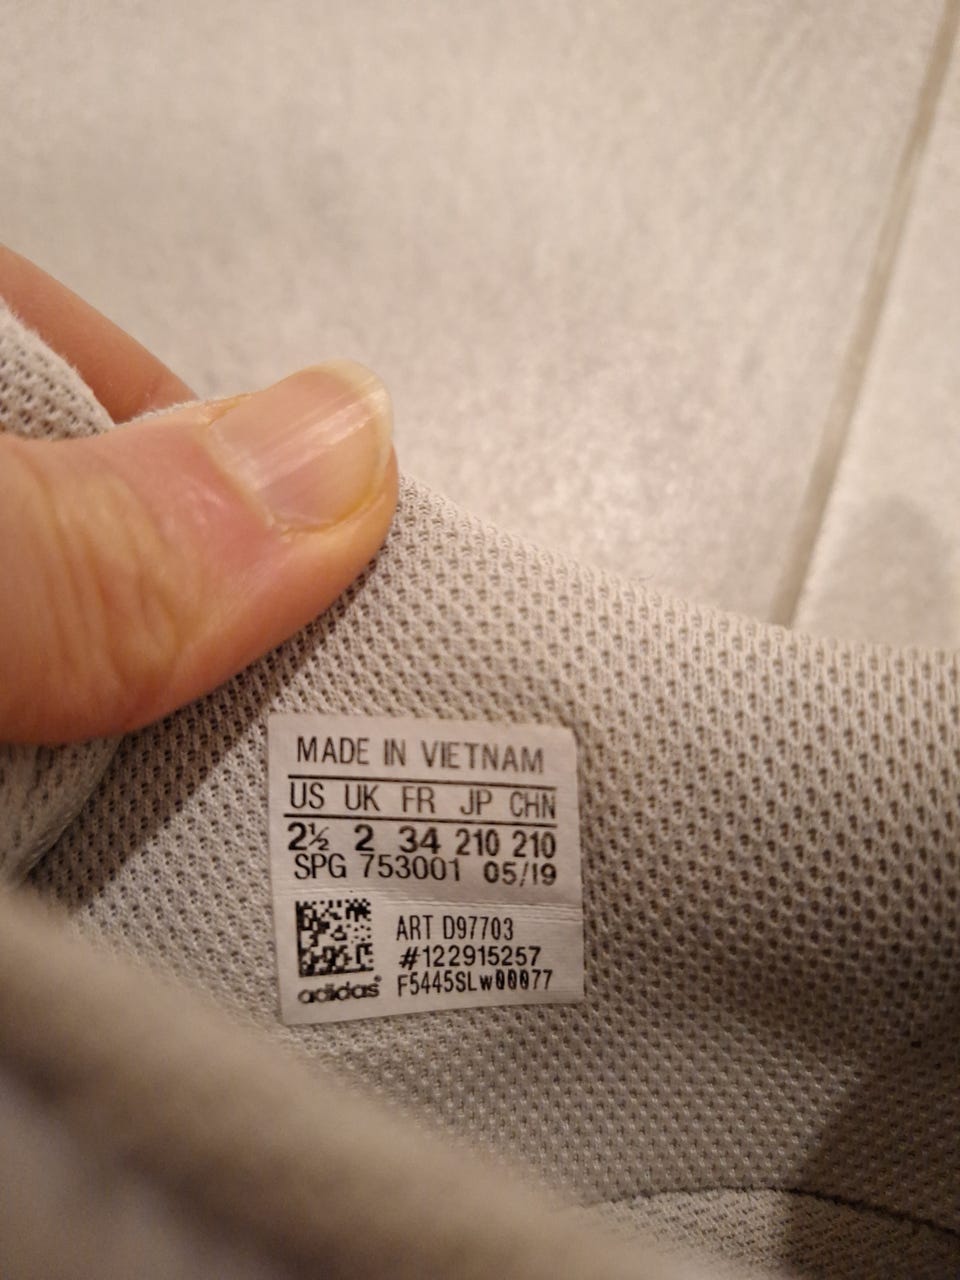 MADE IN VIETNAM
US UK FR JP CHN
2½ 2 34 210 210
SPG 753001 05/19
ART D97703
#122915257
F5445SLw00077
adidas